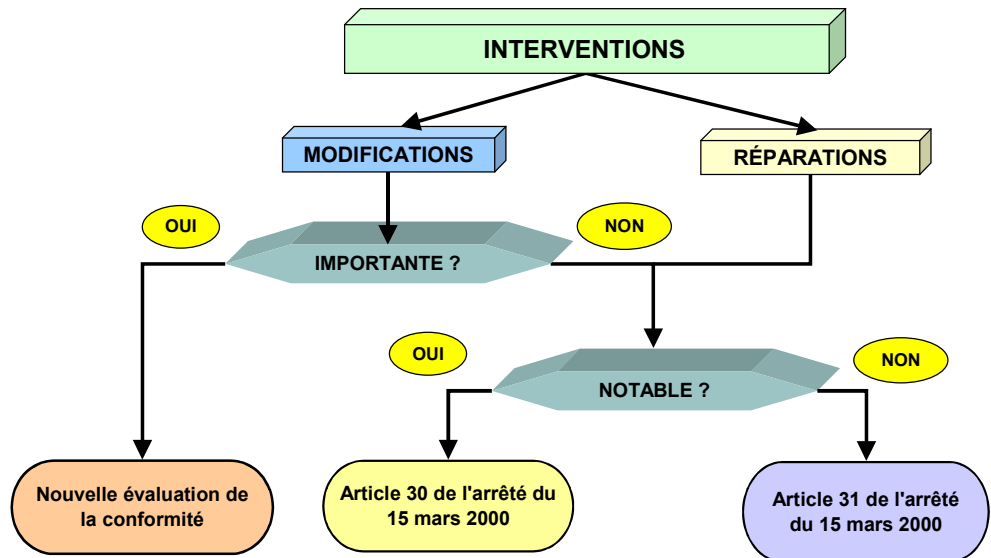 INTERVENTIONS
MODIFICATIONS
RÉPARATIONS
OUI
NON
IMPORTANTE ?
OUI
NON
NOTABLE ?
Nouvelle évaluation de
la conformité
Article 30 de l'arrêté du
15 mars 2000
Article 31 de l'arrêté
du 15 mars 2000